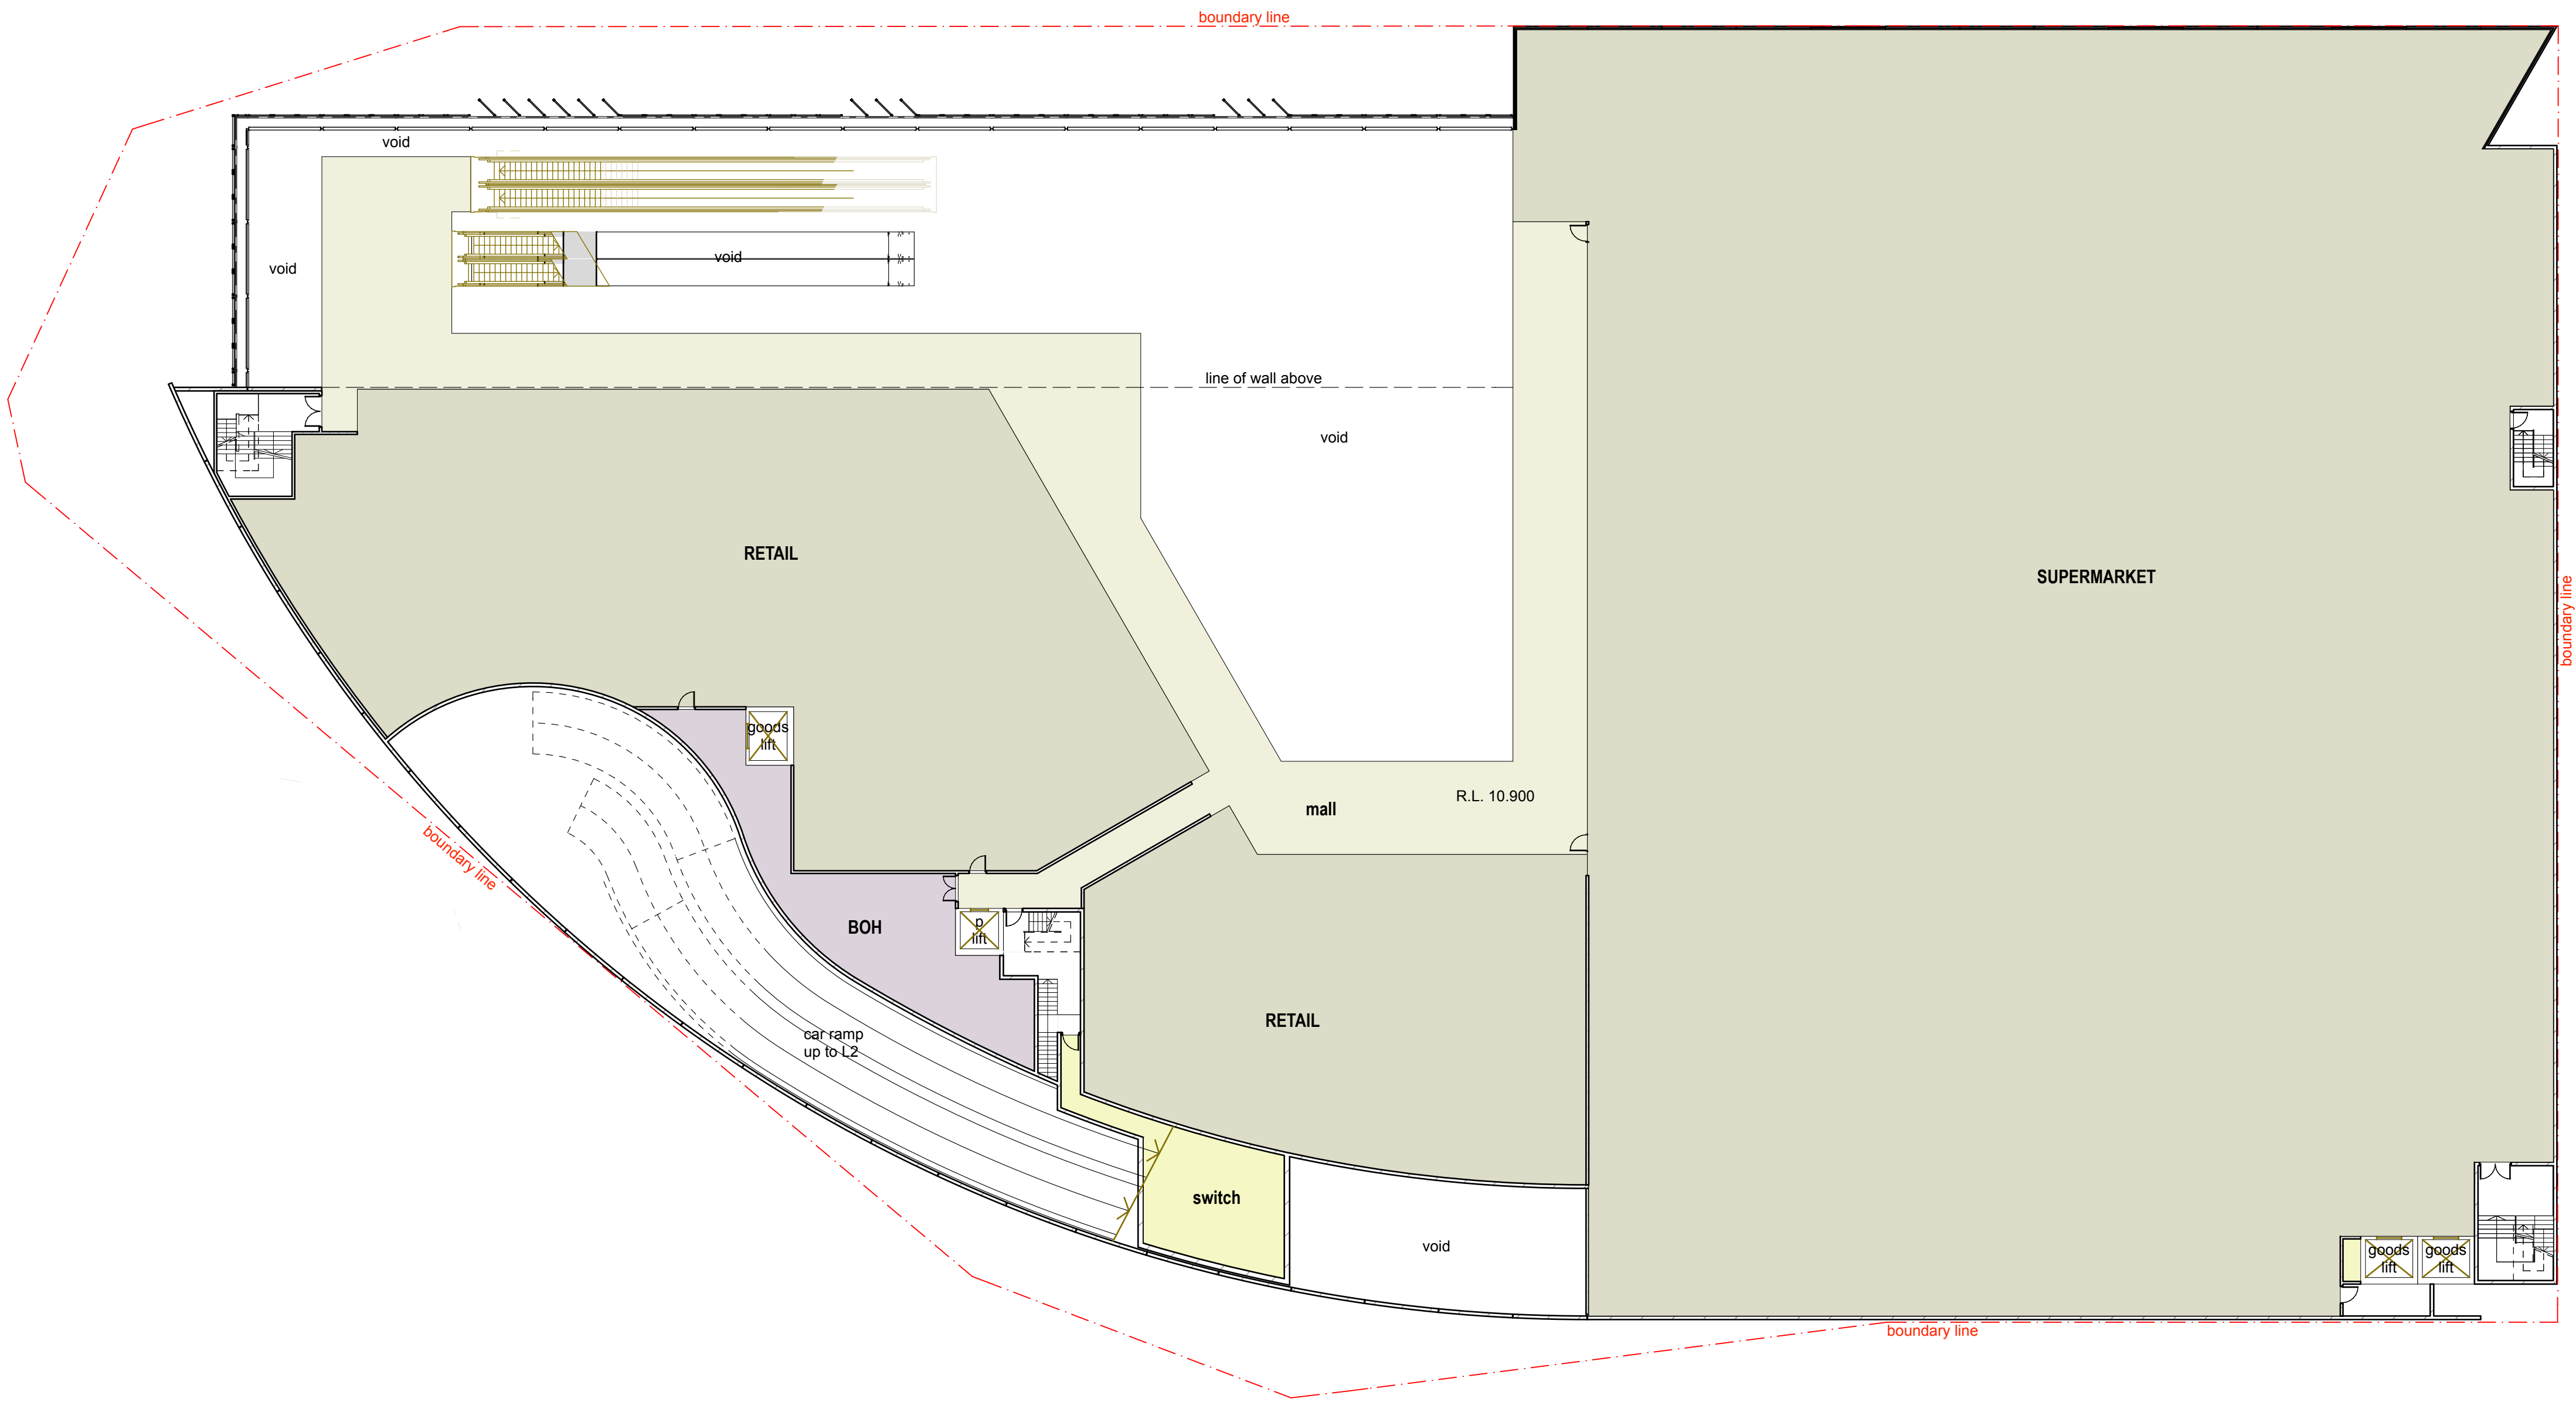 boundary line
void
void
void
line of wall above
void
RETAIL
SUPERMARKET
boundary line
goods
lift
mall
R.L. 10.900
boundary line
BOH
p
lift
RETAIL
car ramp
up to L2
switch
void
goods
lift
goods
lift
boundary line